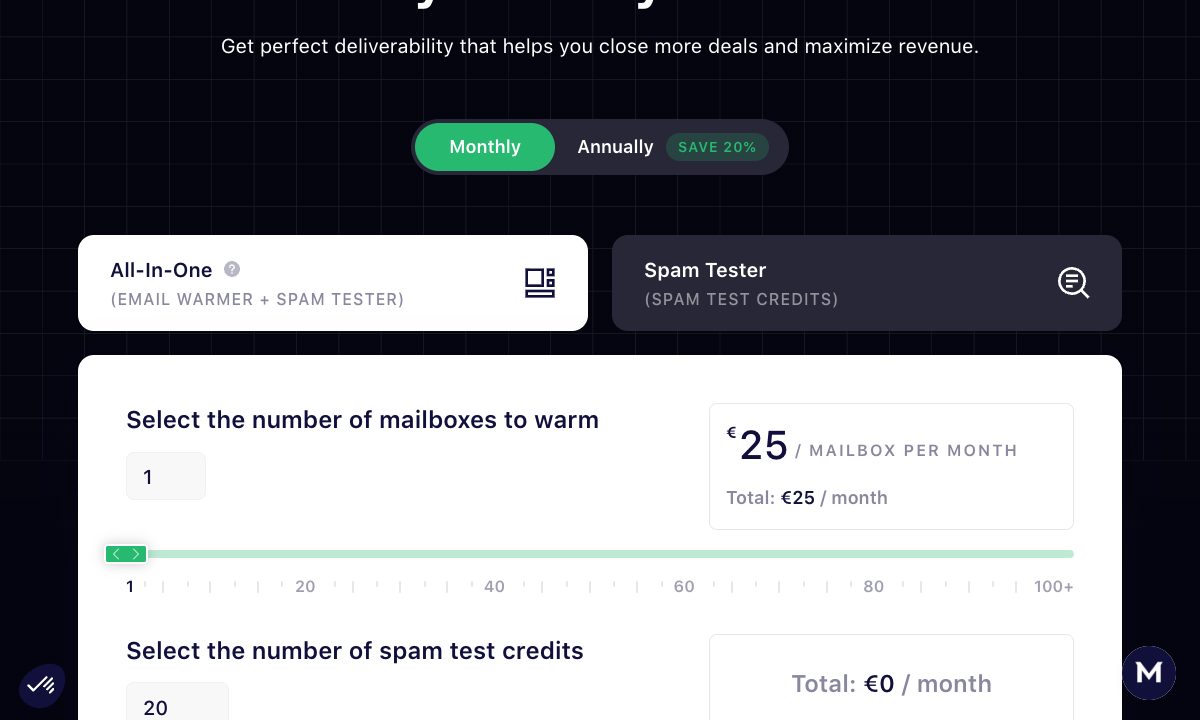 Get perfect deliverability that helps you close more deals and maximize revenue.
Monthly Annually SAVE 20%
All-In-One ?
(EMAIL WARMER + SPAM TESTER)
Spam Tester
(SPAM TEST CREDITS)
Select the number of mailboxes to warm
1
€25 / MAILBOX PER MONTH
Total: €25 / month
1 20 40 60 80 100+
Select the number of spam test credits
20
Total: €0 / month
M